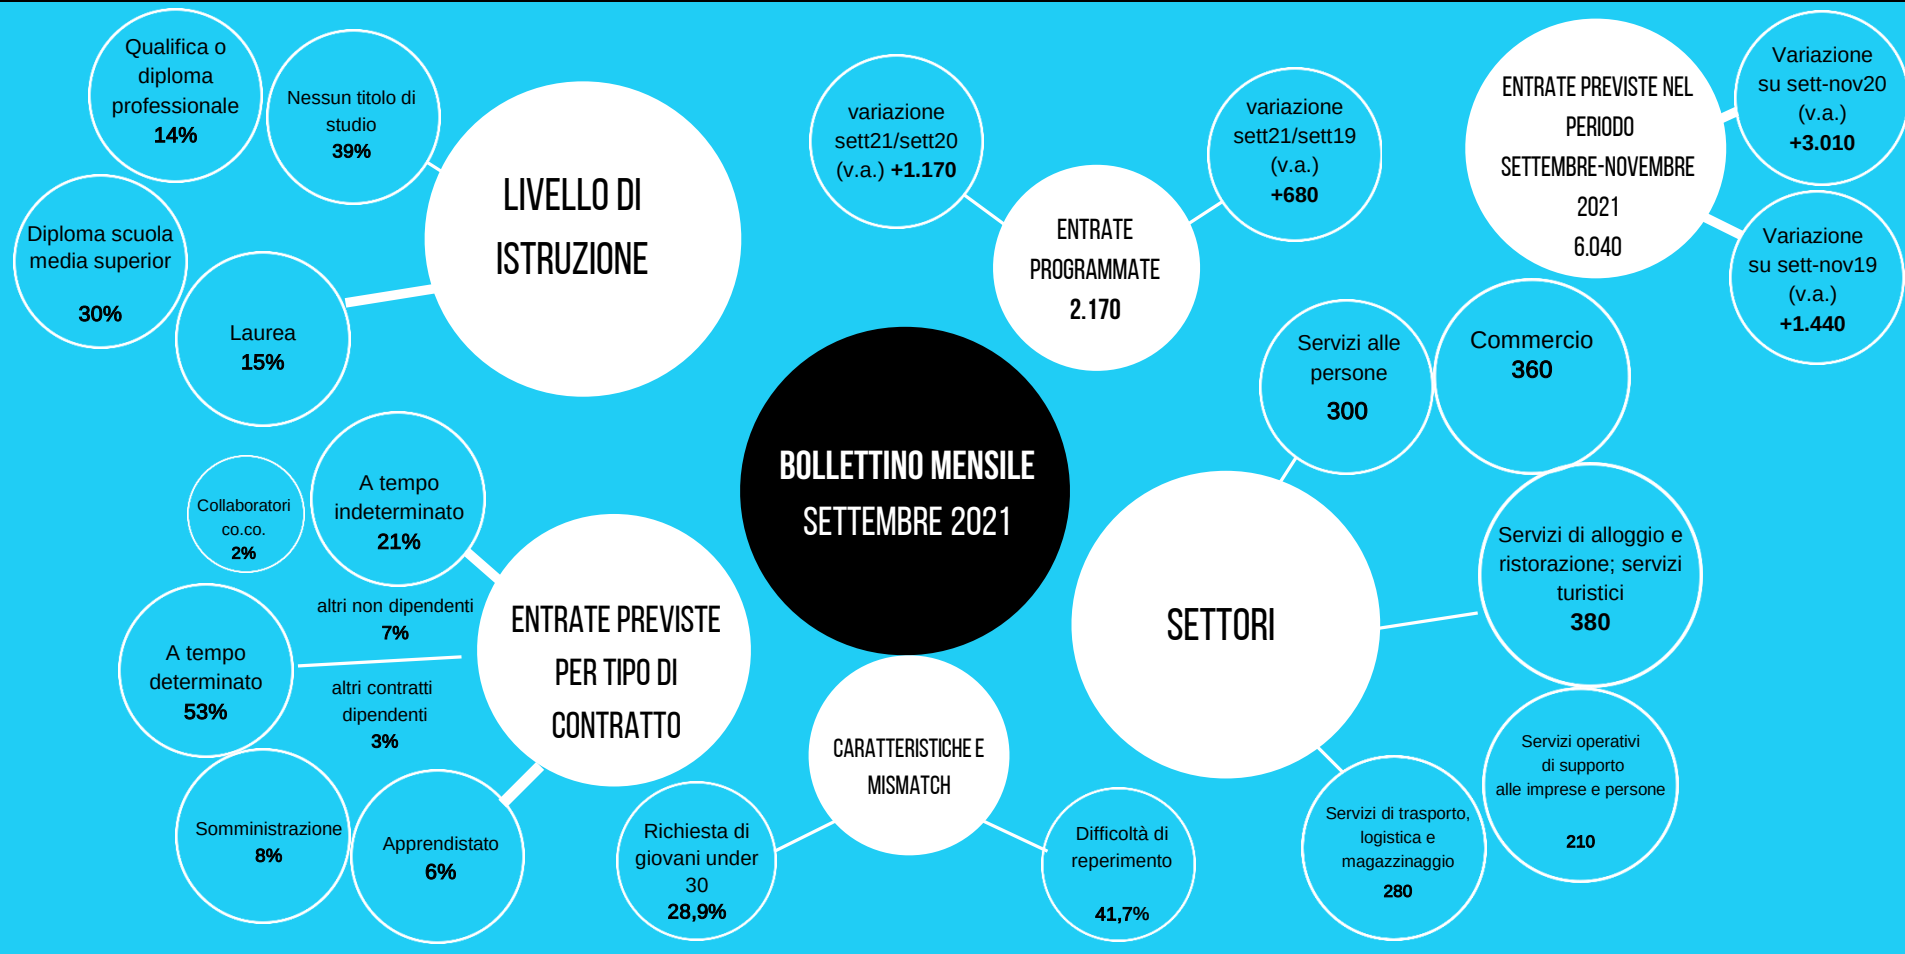 Qualifica o
diploma
professionale
14%
Nessun titolo di
studio
39%
Diploma scuola
media superior
30%
Laurea
15%
LIVELLO DI
ISTRUZIONE
variazione
sett21/sett20
(v.a.) +1.170
variazione
sett21/sett19
(v.a.)
+680
ENTRATE
PROGRAMMATE
2.170
ENTRATE PREVISTE NEL
PERIODO
SETTEMBRE-NOVEMBRE
2021
6.040
Variazione
su sett-nov20
(v.a.)
+3.010
Variazione
su sett-nov19
(v.a.)
+1.440
BOLLETTINO MENSILE
SETTEMBRE 2021
Collaboratori
co.co.
2%
A tempo
indeterminato
21%
altri non dipendenti
7%
A tempo
determinato
53%
altri contratti
dipendenti
3%
Somministrazione
8%
Apprendistato
6%
ENTRATE PREVISTE
PER TIPO DI
CONTRATTO
CARATTERISTICHE E
MISMATCH
Richiesta di
giovani under
30
28,9%
Difficoltà di
reperimento
41,7%
SETTORI
Servizi alle
persone
300
Commercio
360
Servizi di alloggio e
ristorazione; servizi
turistici
380
Servizi operativi
di supporto
alle imprese e persone
210
Servizi di trasporto,
logistica e
magazzinaggio
280